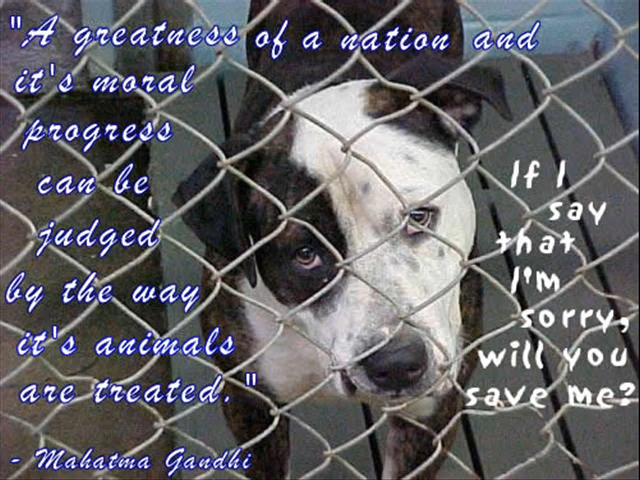 "A greatness of a nation and
it's moral
progress
can be
judged
by the way
it's animals
are treated."
- Mahatma Gandhi
If I
say
that
I'm
sorry,
will you
save me?